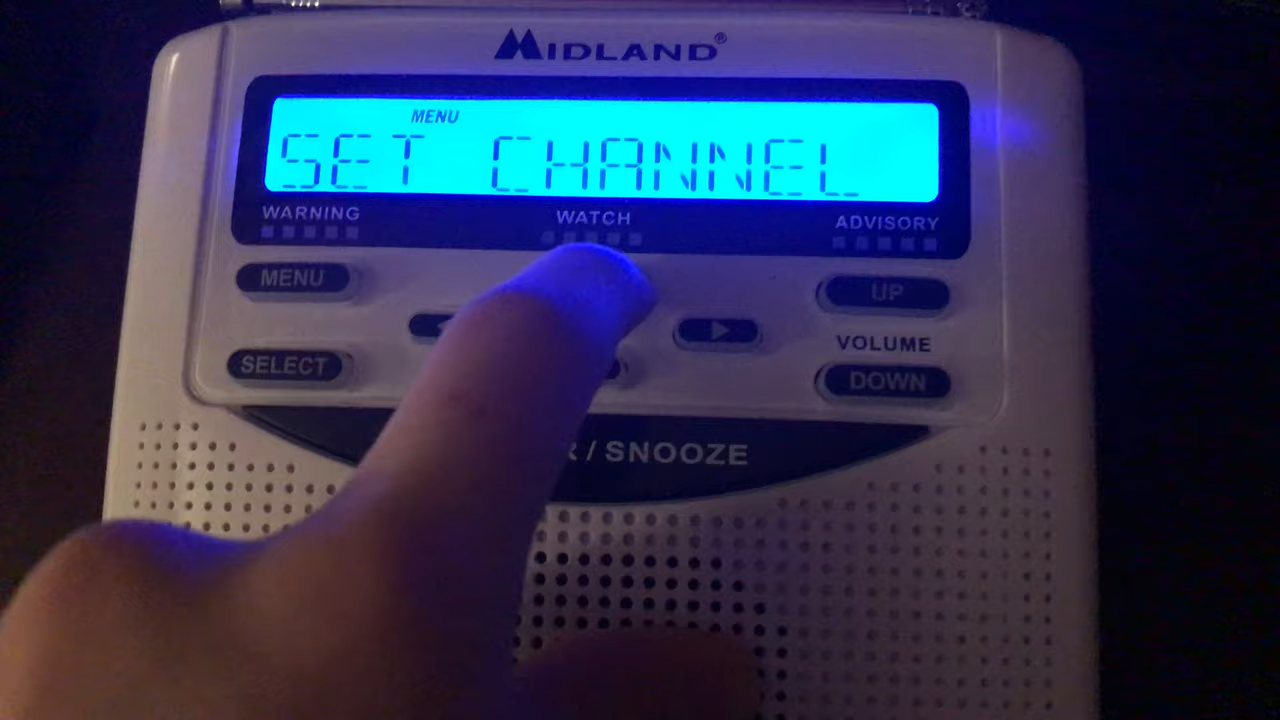 MIDLAND®
MENU
SET CHANNEL
WARNING WATCH ADVISORY
MENU
UP
SELECT
VOLUME
DOWN
/ SNOOZE